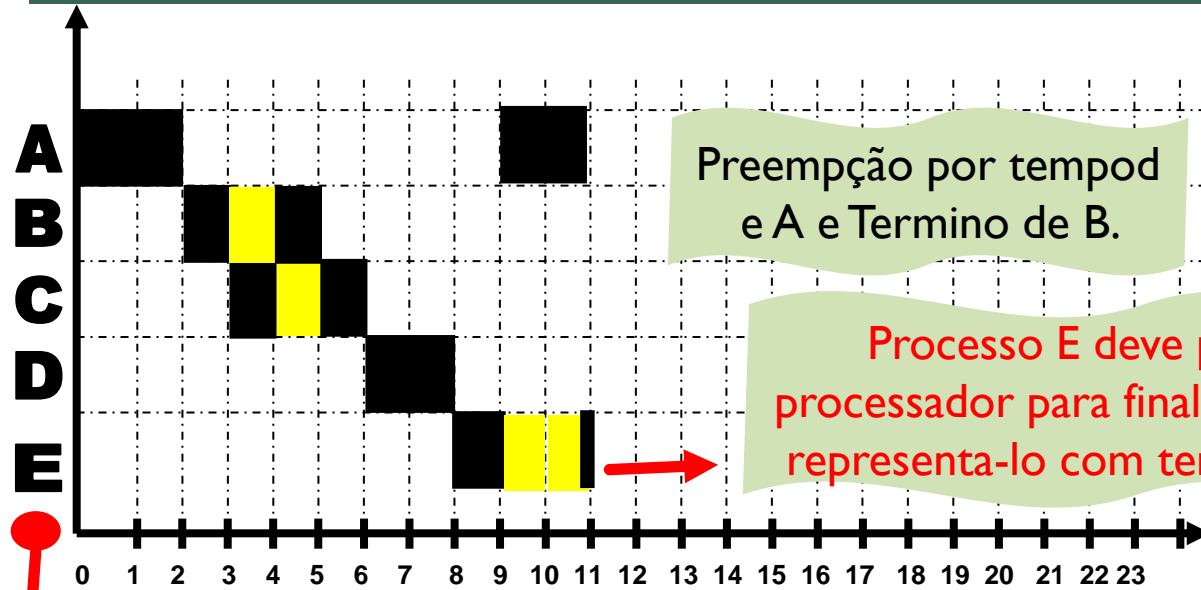 A
B
C
D
E
Preempção por tempod
e A e Termino de B.
Processo E deve
processador para final
representa-lo com
0 1 2 3 4 5 6 7 8 9 10 11 12 13 14 15 16 17 18 19 20 21 22 23